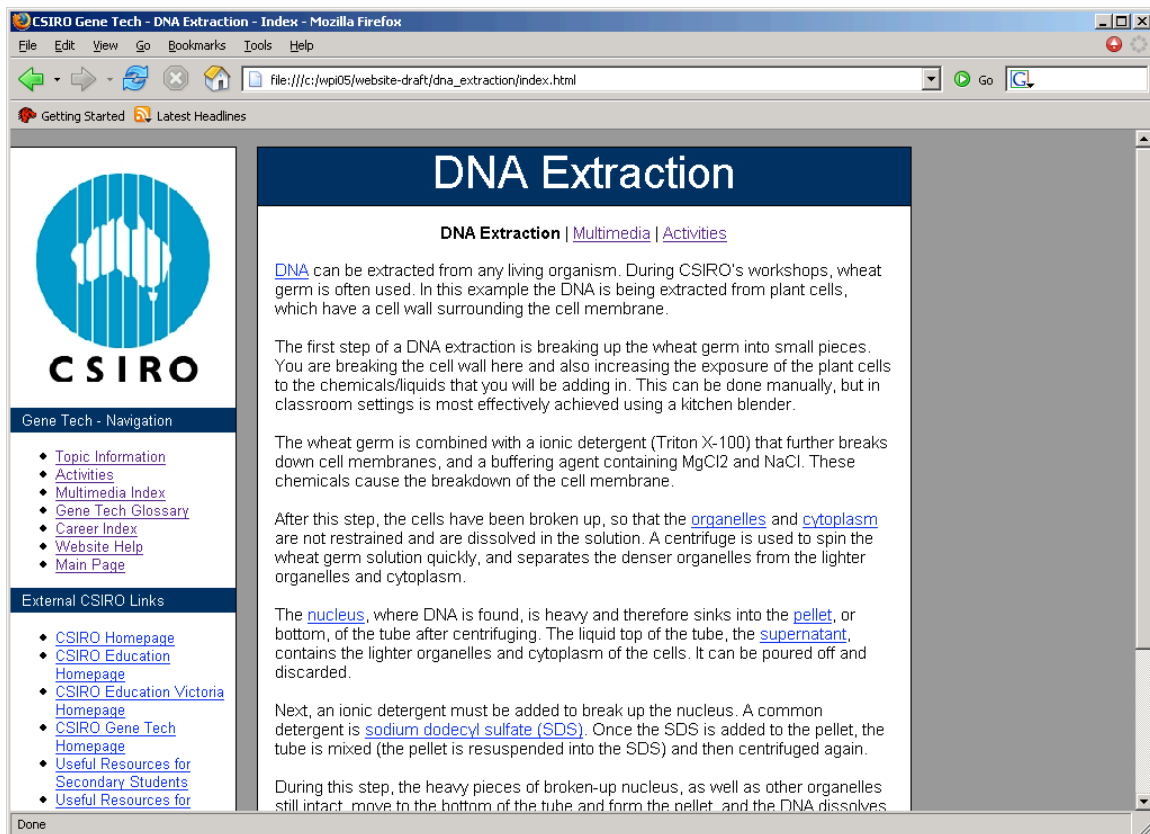 CSIRO Gene Tech - DNA Extraction - Index - Mozilla Firefox
File Edit View Go Bookmarks Tools Help
file:///c:/wpi05/website-draft/dna_extraction/index.html
Go
G
Getting Started Latest Headlines
CSIRO
Gene Tech - Navigation
Topic Information
Activities
Multimedia Index
Gene Tech Glossary
Career Index
Website Help
Main Page
External CSIRO Links
CSIRO Homepage
CSIRO Education
Homepage
CSIRO Education Victoria
Homepage
CSIRO Gene Tech
Homepage
Useful Resources for
Secondary Students
Useful Resources for
DNA Extraction
DNA Extraction | Multimedia | Activities
DNA can be extracted from any living organism. During CSIRO's workshops, wheat
germ is often used. In this example the DNA is being extracted from plant cells,
which have a cell wall surrounding the cell membrane.
The first step of a DNA extraction is breaking up the wheat germ into small pieces.
You are breaking the cell wall here and also increasing the exposure of the plant cells
to the chemicals/liquids that you will be adding in. This can be done manually, but in
classroom settings is most effectively achieved using a kitchen blender.
The wheat germ is combined with a ionic detergent (Triton X-100) that further breaks
down cell membranes, and a buffering agent containing MgCl2 and NaCl. These
chemicals cause the breakdown of the cell membrane.
After this step, the cells have been broken up, so that the organelles and cytoplasm
are not restrained and are dissolved in the solution. A centrifuge is used to spin the
wheat germ solution quickly, and separates the denser organelles from the lighter
organelles and cytoplasm.
The nucleus, where DNA is found, is heavy and therefore sinks into the pellet, or
bottom, of the tube after centrifuging. The liquid top of the tube, the supernatant,
contains the lighter organelles and cytoplasm of the cells. It can be poured off and
discarded.
Next, an ionic detergent must be added to break up the nucleus. A common
detergent is sodium dodecyl sulfate (SDS). Once the SDS is added to the pellet, the
tube is mixed (the pellet is resuspended into the SDS) and then centrifuged again.
During this step, the heavy pieces of broken-up nucleus, as well as other organelles
still intact, move to the bottom of the tube and form the pellet, and the DNA dissolves
Done